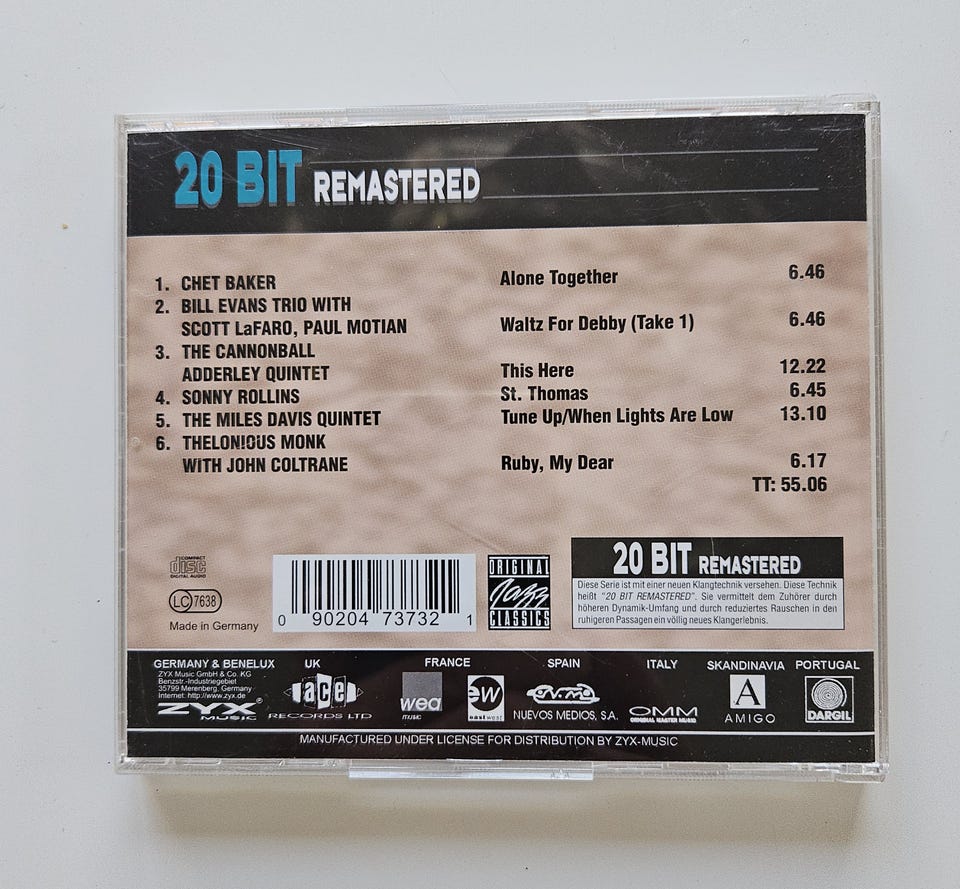 20 BIT REMASTERED
1. CHET BAKER Alone Together 6.46
2. BILL EVANS TRIO WITH
SCOTT LaFARO, PAUL MOTIAN Waltz For Debby (Take 1) 6.46
3. THE CANNONBALL
ADDERLEY QUINTET This Here 12.22
4. SONNY ROLLINS St. Thomas 6.45
5. THE MILES DAVIS QUINTET Tune Up/When Lights Are Low 13.10
6. THELONIOUS MONK
WITH JOHN COLTRANE Ruby, My Dear 6.17
TT: 55.06
COMPACT
disc
DIGITAL AUDIO
LC 7638
Made in Germany
0 90204 73732 1
ORIGINAL
Jazz
CLASSICS
20 BIT REMASTERED
Diese Serie ist mit einer neuen Klangtechnik versehen. Diese Technik
heißt "20 BIT REMASTERED". Sie vermittelt dem Zuhörer durch
höheren Dynamik-Umfang und durch reduziertes Rauschen in den
ruhigeren Passagen ein völlig neues Klangerlebnis.
GERMANY & BENELUX
ZYX Music GmbH & Co. KG
Benzstr.-Industriegebiet
35799 Merenberg, Germany
Internet: http://www.zyx.de
ZYX®
MUSIC
UK
ace
RECORDS LTD
FRANCE
wea
music
ew
east west
SPAIN
NUEVOS MEDIOS, S.A.
ITALY
OMM
ORIGINAL MASTER MUSIC
SKANDINAVIA
A
AMIGO
PORTUGAL
DARGIL
MANUFACTURED UNDER LICENSE FOR DISTRIBUTION BY ZYX-MUSIC